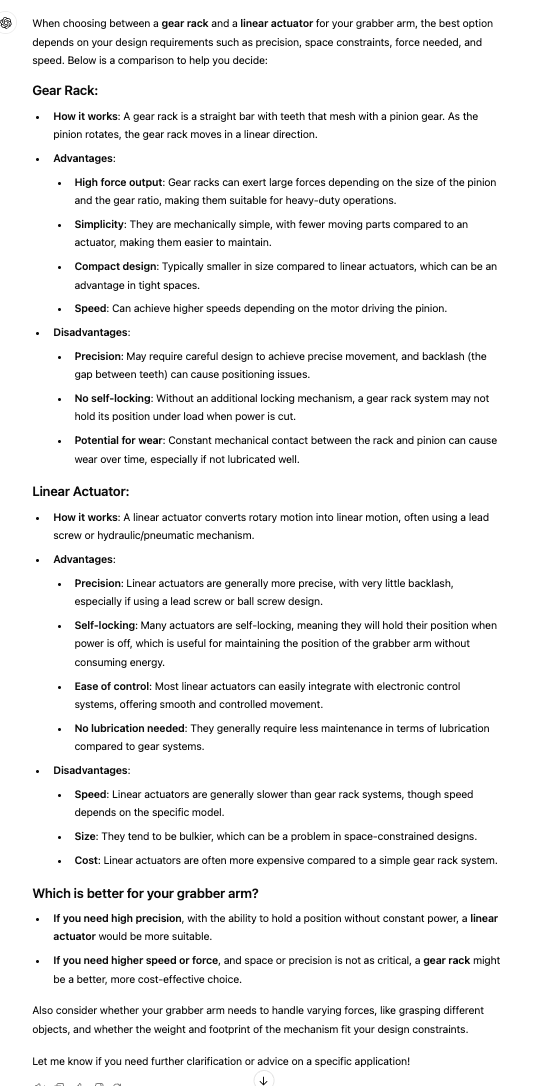 When choosing between a gear rack and a linear actuator for your grabber arm, the best option
depends on your design requirements such as precision, space constraints, force needed, and
speed. Below is a comparison to help you decide:
Gear Rack:
• How it works: A gear rack is a straight bar with teeth that mesh with a pinion gear. As the
pinion rotates, the gear rack moves in a linear direction.
• Advantages:
• High force output: Gear racks can exert large forces depending on the size of the pinion
and the gear ratio, making them suitable for heavy-duty operations.
• Simplicity: They are mechanically simple, with fewer moving parts compared to an
actuator, making them easier to maintain.
• Compact design: Typically smaller in size compared to linear actuators, which can be an
advantage in tight spaces.
• Speed: Can achieve higher speeds depending on the motor driving the pinion.
• Disadvantages:
• Precision: May require careful design to achieve precise movement, and backlash (the
gap between teeth) can cause positioning issues.
• No self-locking: Without an additional locking mechanism, a gear rack system may not
hold its position under load when power is cut.
• Potential for wear: Constant mechanical contact between the rack and pinion can cause
wear over time, especially if not lubricated well.
Linear Actuator:
• How it works: A linear actuator converts rotary motion into linear motion, often using a lead
screw or hydraulic/pneumatic mechanism.
• Advantages:
• Precision: Linear actuators are generally more precise, with very little backlash,
especially if using a lead screw or ball screw design.
• Self-locking: Many actuators are self-locking, meaning they will hold their position when
power is off, which is useful for maintaining the position of the grabber arm without
consuming energy.
• Ease of control: Most linear actuators can easily integrate with electronic control
systems, offering smooth and controlled movement.
• No lubrication needed: They generally require less maintenance in terms of lubrication
compared to gear systems.
• Disadvantages:
• Speed: Linear actuators are generally slower than gear rack systems, though speed
depends on the specific model.
• Size: They tend to be bulkier, which can be a problem in space-constrained designs.
• Cost: Linear actuators are often more expensive compared to a simple gear rack system.
Which is better for your grabber arm?
• If you need high precision, with the ability to hold a position without constant power, a linear
actuator would be more suitable.
• If you need higher speed or force, and space or precision is not as critical, a gear rack might
be a better, more cost-effective choice.
Also consider whether your grabber arm needs to handle varying forces, like grasping different
objects, and whether the weight and footprint of the mechanism fit your design constraints.
Let me know if you need further clarification or advice on a specific application!